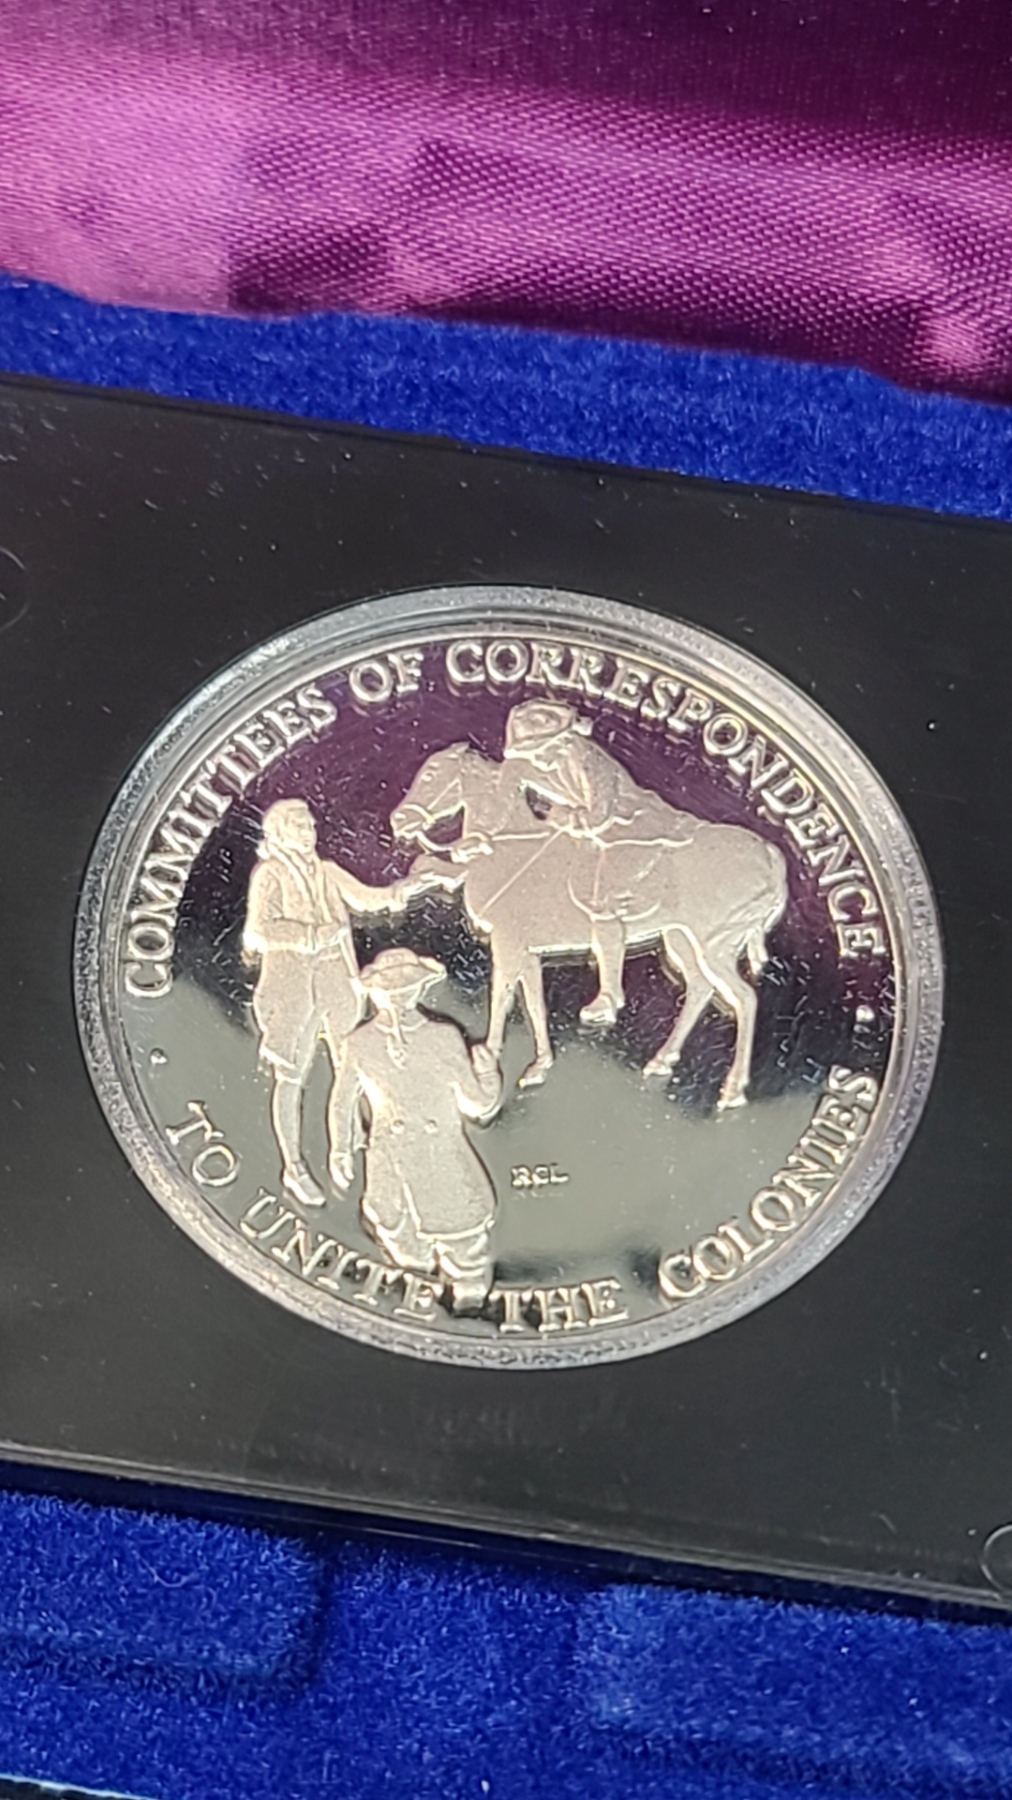 COMMITTEES OF CORRESPONDENCE
RCL
TO UNITE THE COLONIES